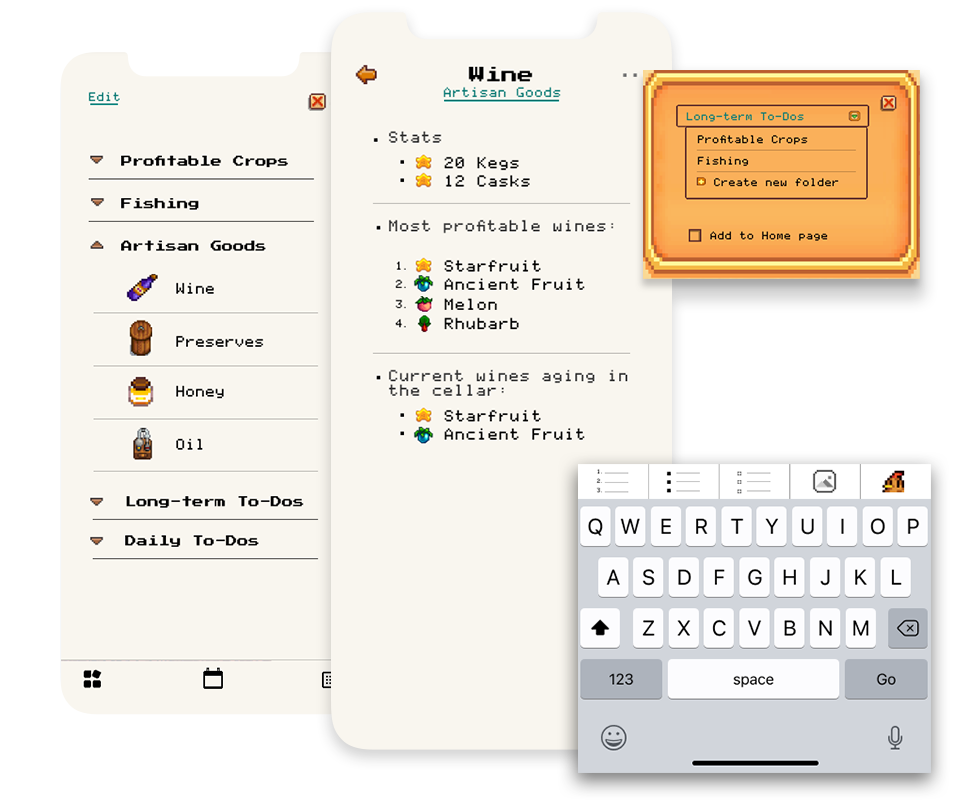 Edit
Profitable Crops
Fishing
Artisan Goods
Wine
Preserves
Honey
Oil
Long-term To-Dos
Daily To-Dos
Wine
Artisan Goods
Stats
20 Kegs
12 Casks
Most profitable wines:
1. Starfruit
2. Ancient Fruit
3. Melon
4. Rhubarb
Current wines aging in
the cellar:
Starfruit
Ancient Fruit
Long-term To-Dos
Profitable Crops
Fishing
Create new folder
Add to Home page
1.
2.
3.
Q W E R T Y U I O P
A S D F G H J K L
Z X C V B N M
123 space Go